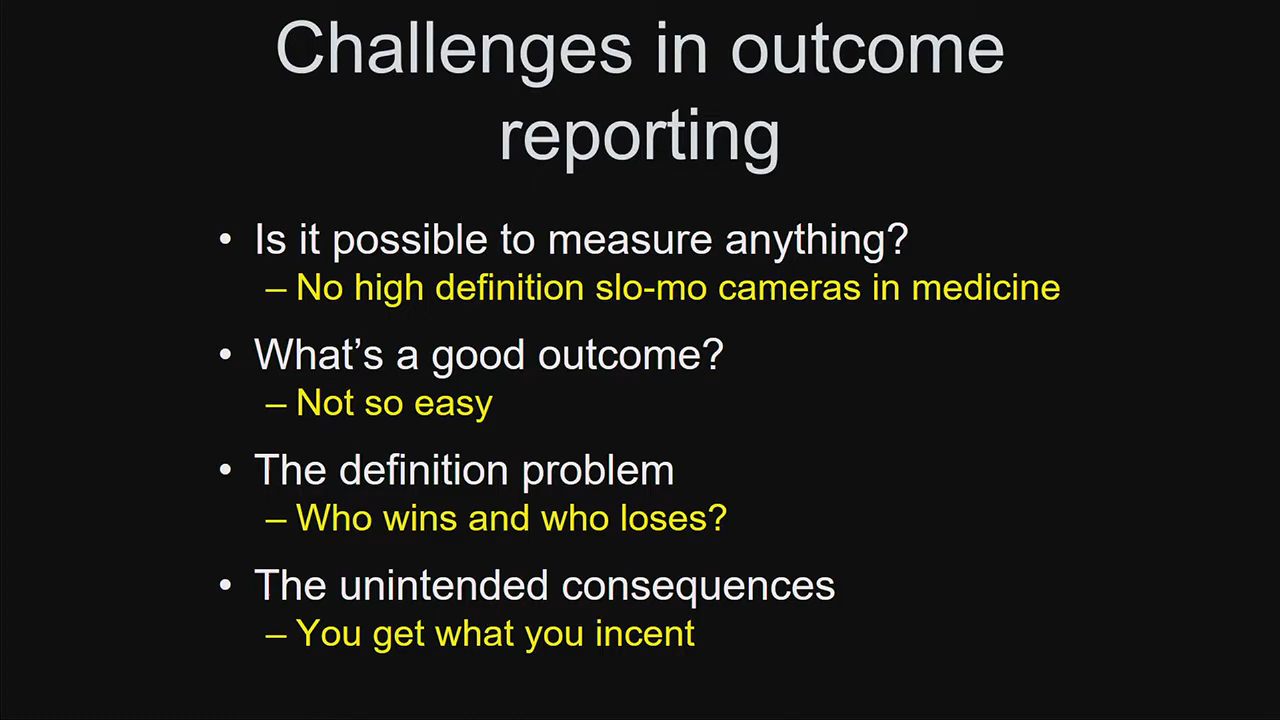 Challenges in outcome
reporting
• Is it possible to measure anything?
– No high definition slo-mo cameras in medicine
• What’s a good outcome?
– Not so easy
• The definition problem
– Who wins and who loses?
• The unintended consequences
– You get what you incent